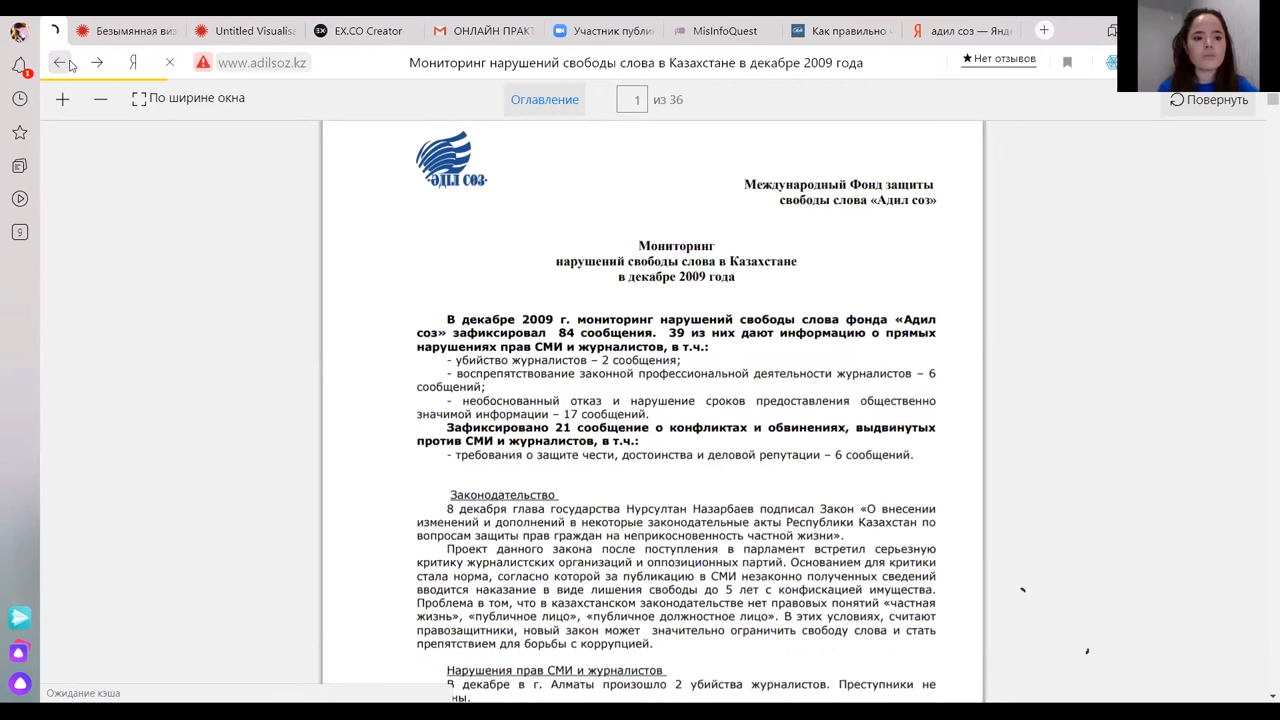 Безымянная виз
Untitled Visualisa
EX.CO Creator
ОНЛАЙН ПРАКТ
Участник публи
MisInfoQuest
Как правильно
адил соз — Янде
1
www.adilsoz.kz
Мониторинг нарушений свободы слова в Казахстане в декабре 2009 года
Нет отзывов
По ширине окна
Оглавление
1 из 36
Повернуть
9
ӘДІЛ СӨЗ
Международный Фонд защиты
свободы слова «Адил соз»
Мониторинг
нарушений свободы слова в Казахстане
в декабре 2009 года
В декабре 2009 г. мониторинг нарушений свободы слова фонда «Адил
соз» зафиксировал 84 сообщения. 39 из них дают информацию о прямых
нарушениях прав СМИ и журналистов, в т.ч.:
- убийство журналистов – 2 сообщения;
- воспрепятствование законной профессиональной деятельности журналистов – 6
сообщений;
- необоснованный отказ и нарушение сроков предоставления общественно
значимой информации – 17 сообщений.
Зафиксировано 21 сообщение о конфликтах и обвинениях, выдвинутых
против СМИ и журналистов, в т.ч.:
- требования о защите чести, достоинства и деловой репутации – 6 сообщений.
Законодательство
8 декабря глава государства Нурсултан Назарбаев подписал Закон «О внесении
изменений и дополнений в некоторые законодательные акты Республики Казахстан по
вопросам защиты прав граждан на неприкосновенность частной жизни».
Проект данного закона после поступления в парламент встретил серьезную
критику журналистских организаций и оппозиционных партий. Основанием для критики
стала норма, согласно которой за публикацию в СМИ незаконно полученных сведений
вводится наказание в виде лишения свободы до 5 лет с конфискацией имущества.
Проблема в том, что в казахстанском законодательстве нет правовых понятий «частная
жизнь», «публичное лицо», «публичное должностное лицо». В этих условиях, считают
правозащитники, новый закон может значительно ограничить свободу слова и стать
препятствием для борьбы с коррупцией.
Нарушения прав СМИ и журналистов
В декабре в г. Алматы произошло 2 убийства журналистов. Преступники не
ны.
Ожидание кэша